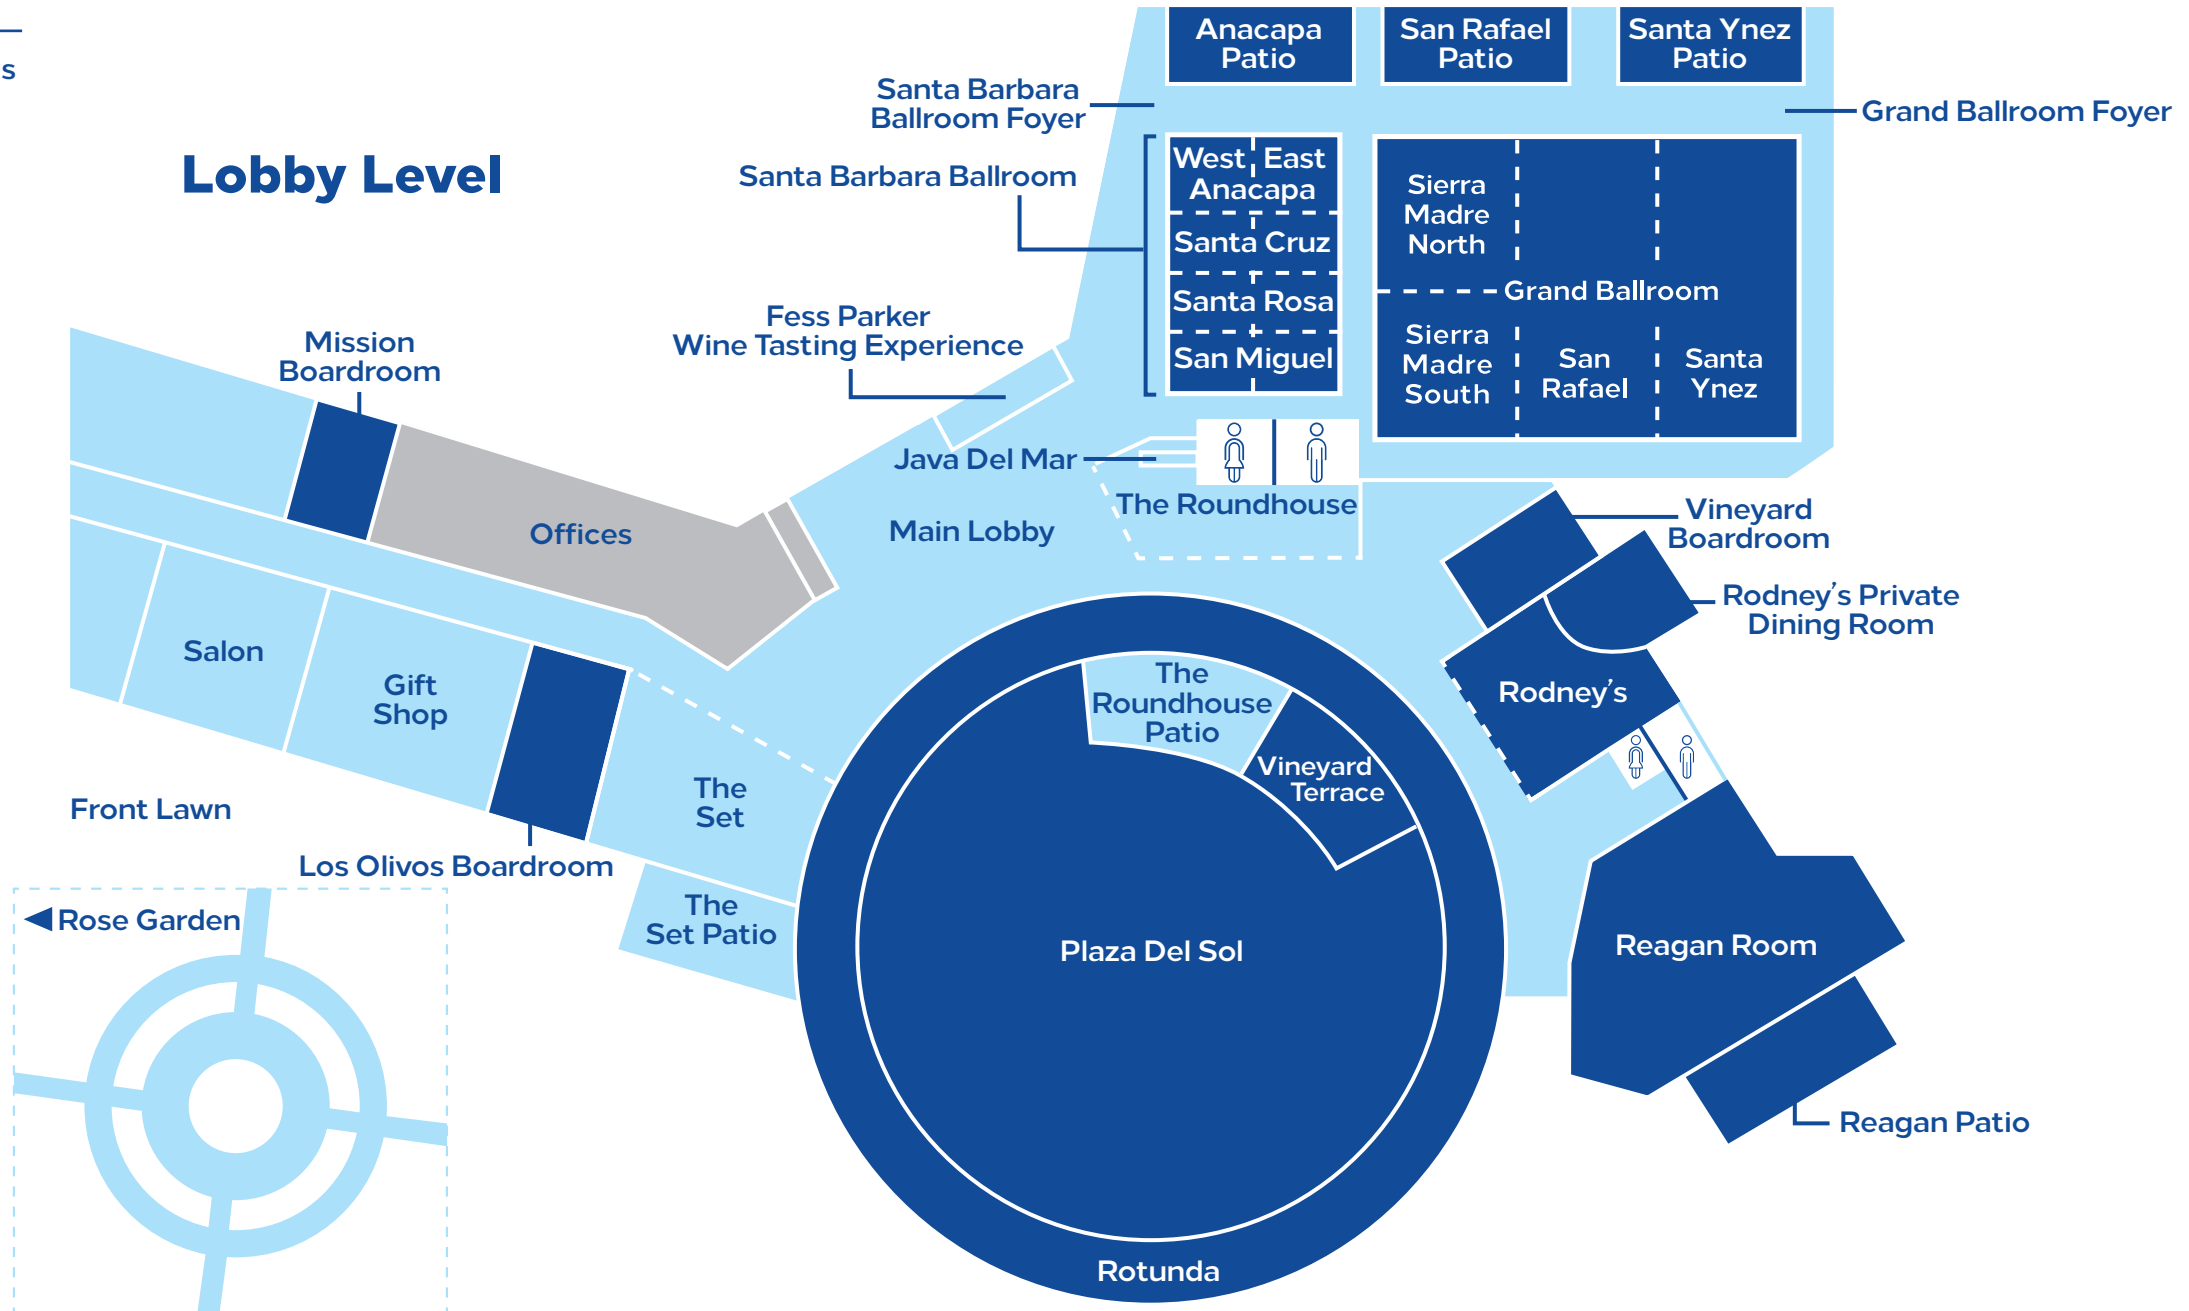 s
Lobby Level
Anacapa
Patio
San Rafael
Patio
Santa Ynez
Patio
Santa Barbara
Ballroom Foyer
Grand Ballroom Foyer
Santa Barbara Ballroom
West East
Anacapa
Santa Cruz
Santa Rosa
San Miguel
Sierra
Madre
North
Grand Ballroom
Sierra
Madre
South
San
Rafael
Santa
Ynez
Fess Parker
Wine Tasting Experience
Mission
Boardroom
Offices
Java Del Mar
The Roundhouse
Main Lobby
Vineyard
Boardroom
Rodney's Private
Dining Room
Rodney's
Salon
Gift
Shop
The
Set
The
Roundhouse
Patio
Vineyard
Terrace
Front Lawn
Los Olivos Boardroom
Rose Garden
The
Set Patio
Plaza Del Sol
Reagan Room
Reagan Patio
Rotunda